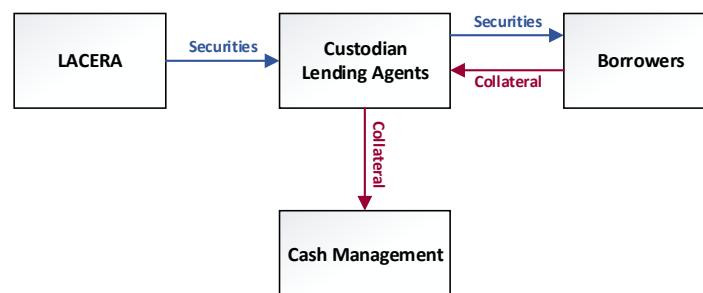 LACERA
Securities
Custodian
Lending Agents
Securities
Collateral
Borrowers
Collateral
Cash Management